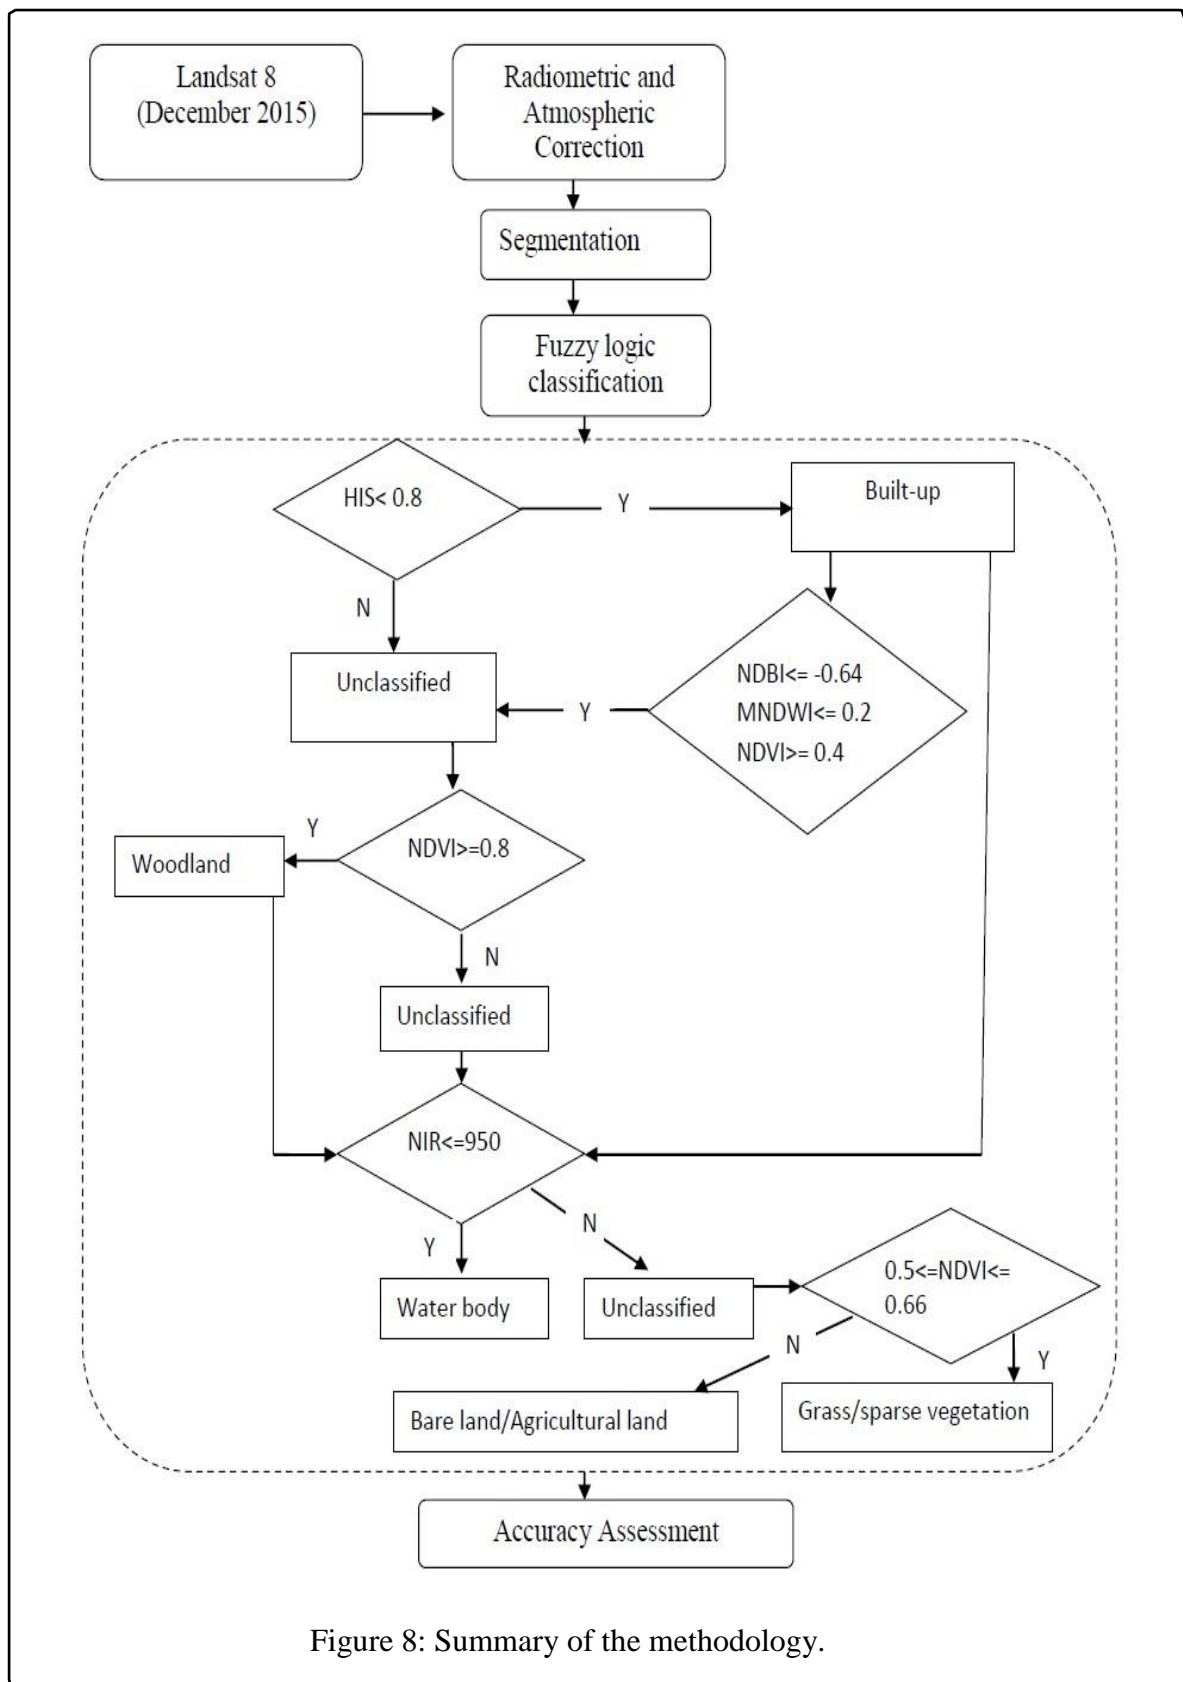 Landsat 8
(December 2015)
Radiometric and
Atmospheric
Correction
Segmentation
Fuzzy logic
classification
HIS< 0.8
Y
Built-up
N
Unclassified
Y
NDBI<= -0.64
MNDWI<= 0.2
NDVI>= 0.4
Y
Woodland
NDVI>=0.8
N
Unclassified
NIR<=950
Y
N
Water body
Unclassified
0.5<=NDVI<=
0.66
N
Y
Bare land/Agricultural land
Grass/sparse vegetation
Accuracy Assessment
Figure 8: Summary of the methodology.